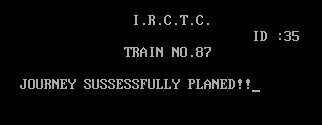 I.R.C.T.C.
ID :35
TRAIN NO.87
JOURNEY SUSSESSFULLY PLANED!!_